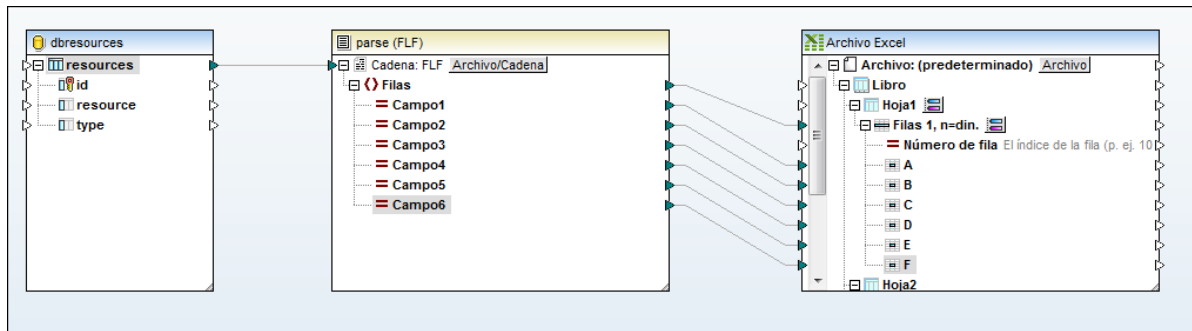 dbresources
resources
id
resource
type
parse (FLF)
Cadena: FLF Archivo/Cadena
Filas
Campo1
Campo2
Campo3
Campo4
Campo5
Campo6
Archivo Excel
Archivo: (predeterminado) Archivo
Libro
Hoja1
Filas 1, n=din.
Número de fila El índice de la fila (p. ej. 10
A
B
C
D
E
F
Hoja2